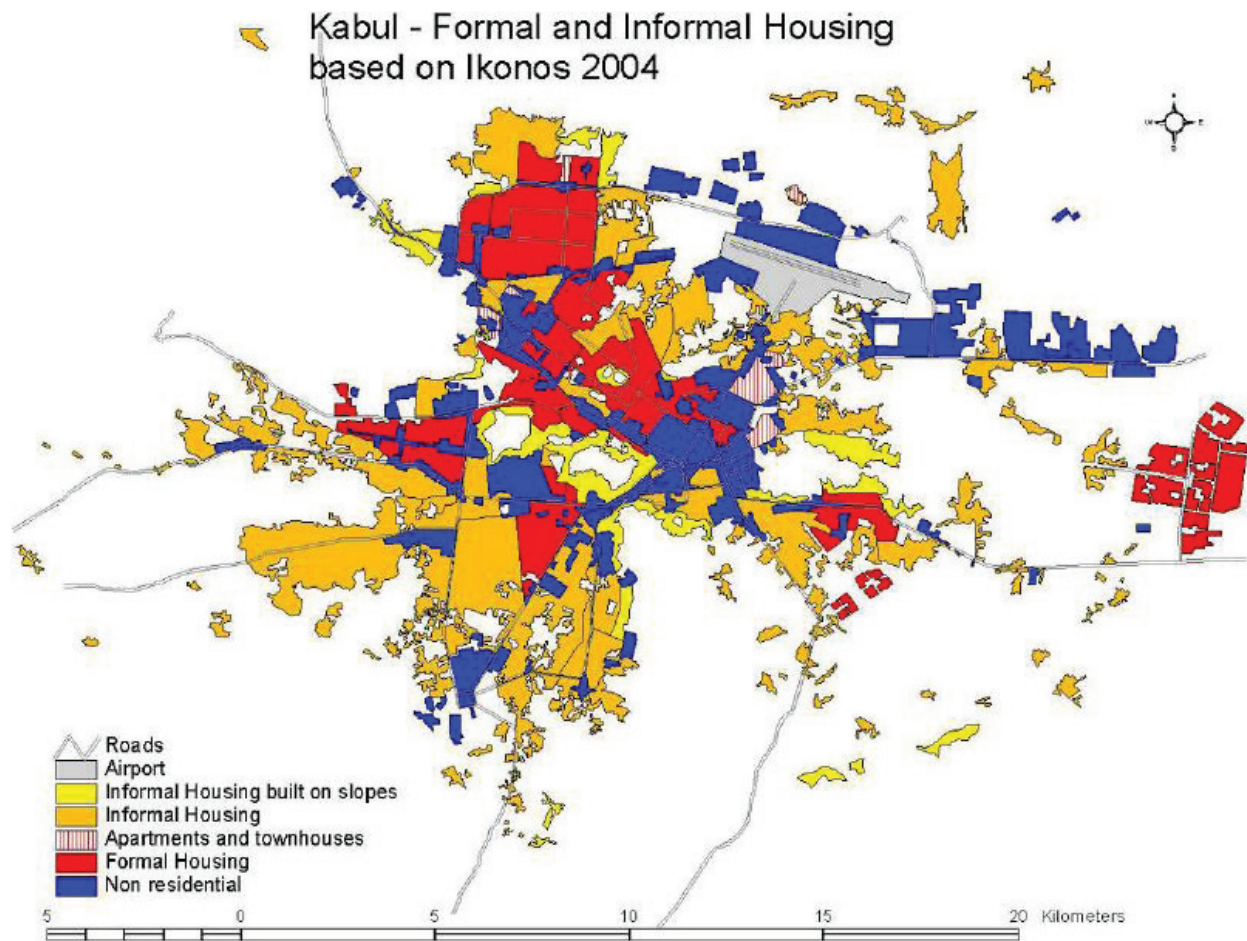 Kabul - Formal and Informal Housing
based on Ikonos 2004
W E
S
Roads
Airport
Informal Housing built on slopes
Informal Housing
Apartments and townhouses
Formal Housing
Non residential
5 0 5 10 15 20 Kilometers